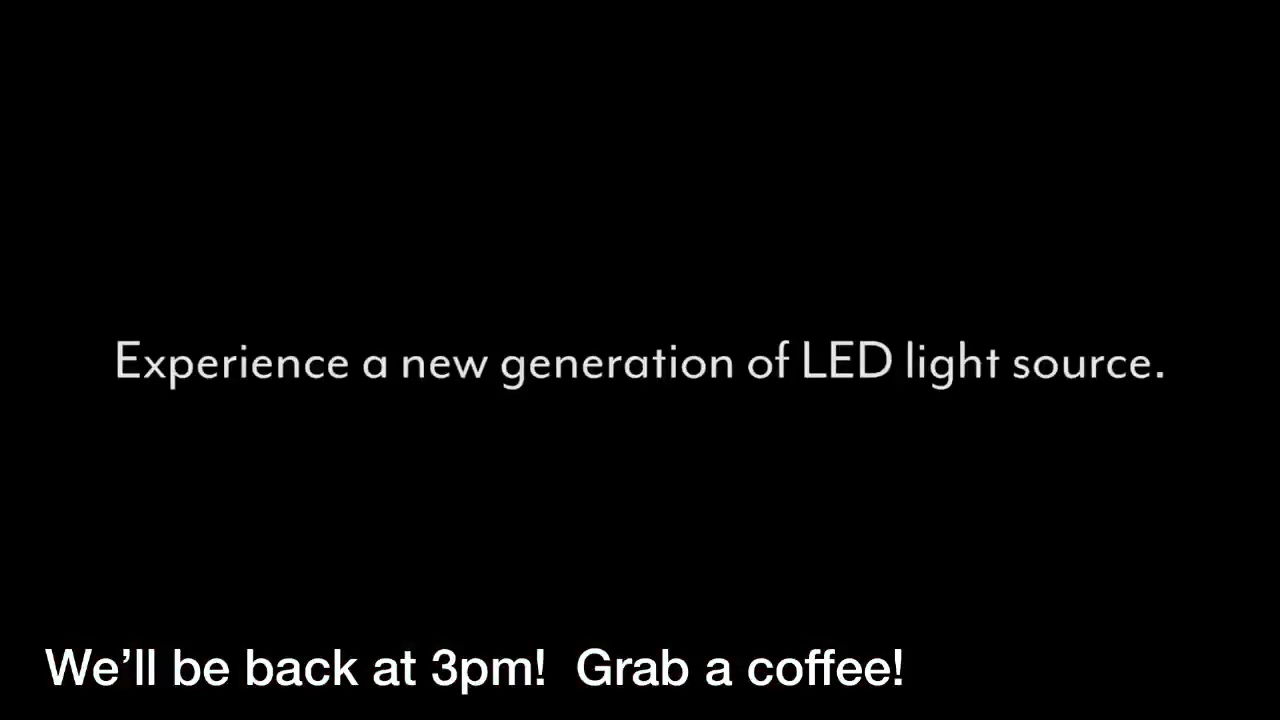 Experience a new generation of LED light source.
We’ll be back at 3pm!  Grab a coffee!